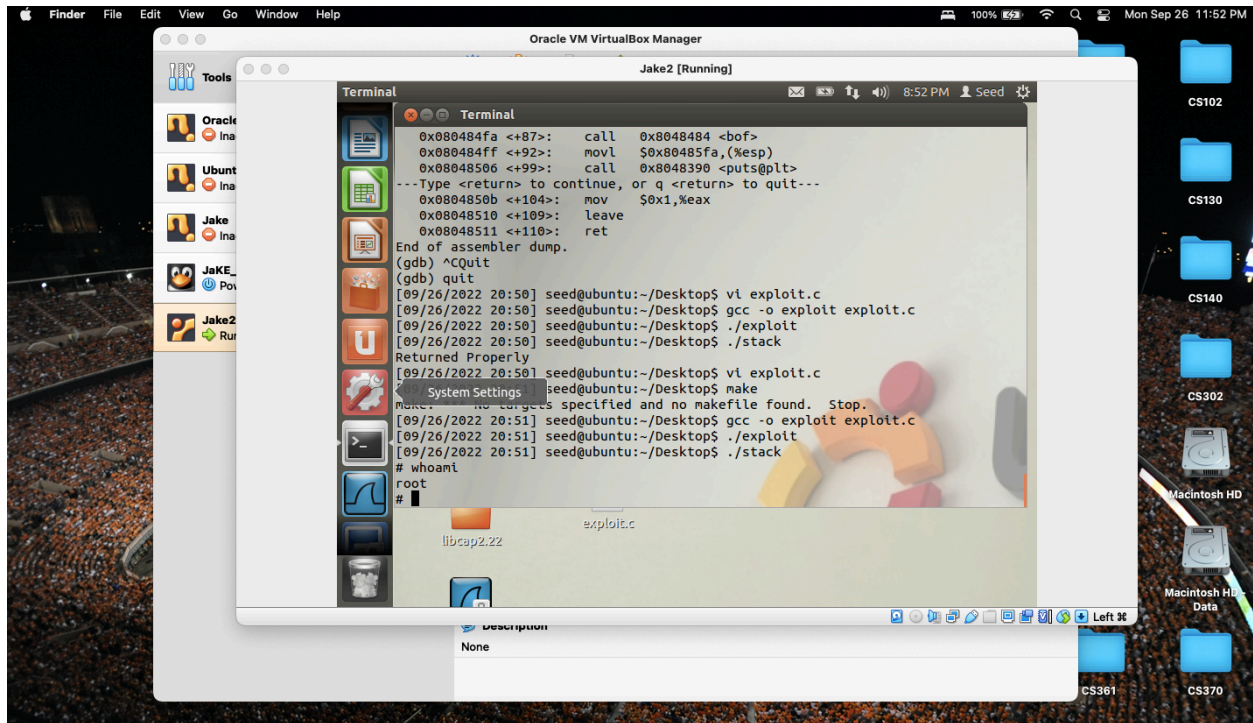 Finder File Edit View Go Window Help 100% Mon Sep 26 11:52 PM
Oracle VM VirtualBox Manager
Tools
Jake2 [Running]
Terminal 8:52 PM Seed
Terminal
0x080484fa <+87>: call 0x8048484 <bof>
0x080484ff <+92>: movl $0x80485fa,(%esp)
0x08048506 <+99>: call 0x8048390 <puts@plt>
---Type <return> to continue, or q <return> to quit---
0x0804850b <+104>: mov $0x1,%eax
0x08048510 <+109>: leave
0x08048511 <+110>: ret
End of assembler dump.
(gdb) ^CQuit
(gdb) quit
[09/26/2022 20:50] seed@ubuntu:~/Desktop$ vi exploit.c
[09/26/2022 20:50] seed@ubuntu:~/Desktop$ gcc -o exploit exploit.c
[09/26/2022 20:50] seed@ubuntu:~/Desktop$ ./exploit
[09/26/2022 20:50] seed@ubuntu:~/Desktop$ ./stack
Returned Properly
[09/26/2022 20:50] seed@ubuntu:~/Desktop$ vi exploit.c
seed@ubuntu:~/Desktop$ make
System Settings
make: *** No targets specified and no makefile found. Stop.
[09/26/2022 20:51] seed@ubuntu:~/Desktop$ gcc -o exploit exploit.c
[09/26/2022 20:51] seed@ubuntu:~/Desktop$ ./exploit
[09/26/2022 20:51] seed@ubuntu:~/Desktop$ ./stack
# whoami
root
#
exploit.c
libcap2.22
Left ⌘
Oracle
Ina
Ubunt
Ina
Jake
Ina
JaKE_
Pov
Jake2
Run
Description
None
CS102
CS130
CS140
CS302
Macintosh HD
Macintosh HD -
Data
CS361
CS370